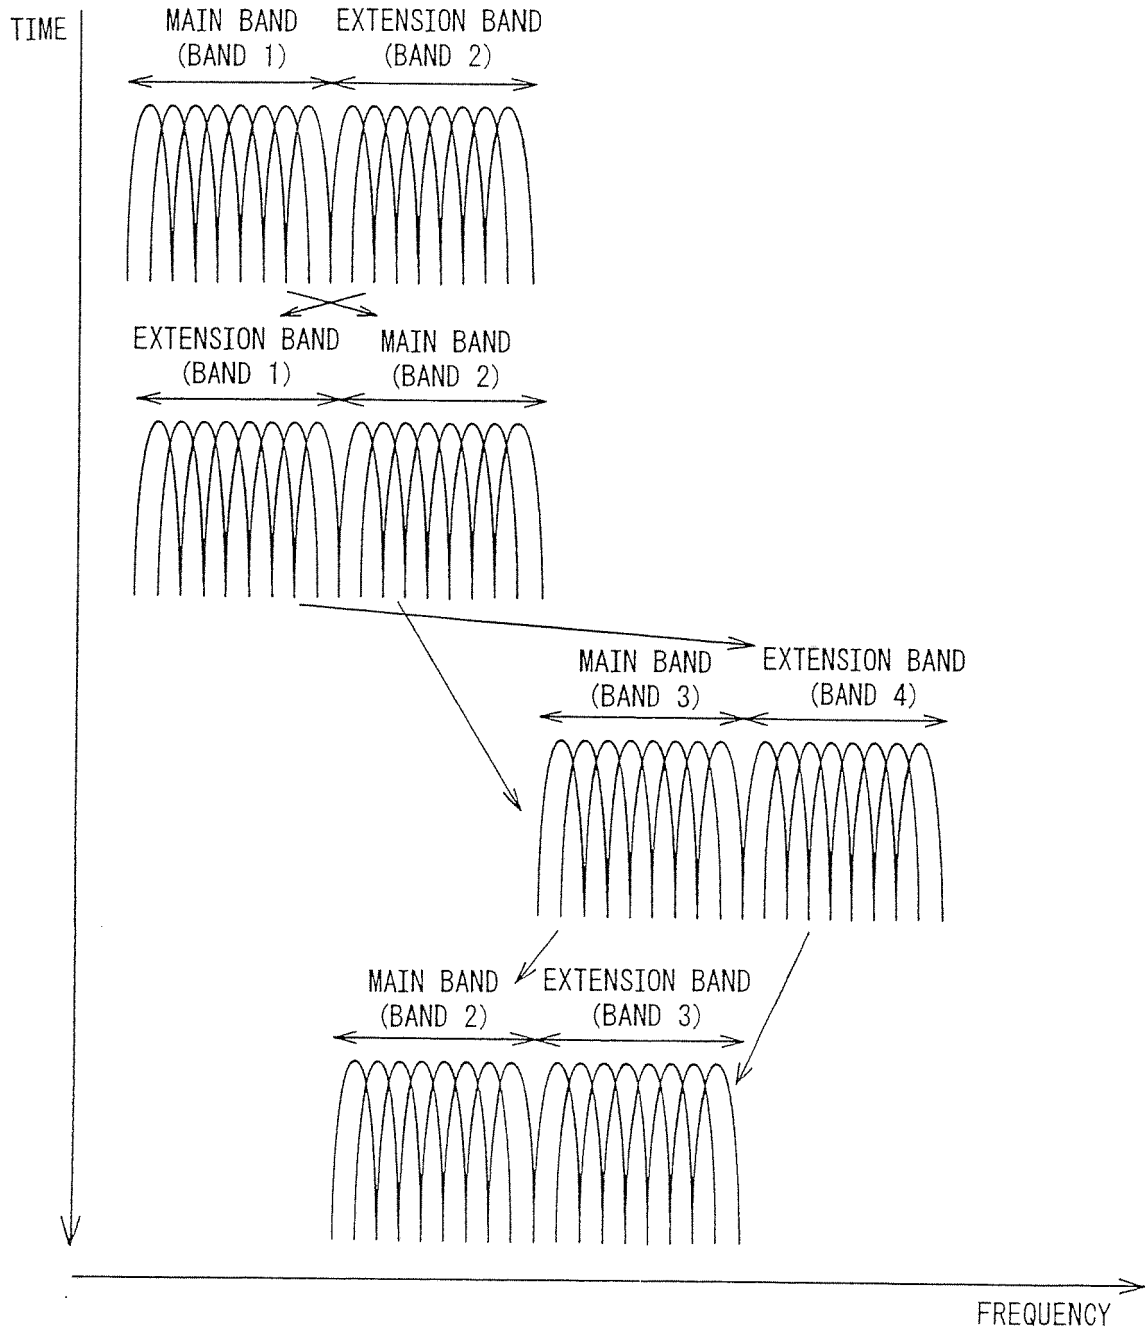 TIME
MAIN BAND
(BAND 1)
EXTENSION BAND
(BAND 2)
EXTENSION BAND
(BAND 1)
MAIN BAND
(BAND 2)
MAIN BAND
(BAND 3)
EXTENSION BAND
(BAND 4)
MAIN BAND
(BAND 2)
EXTENSION BAND
(BAND 3)
FREQUENCY